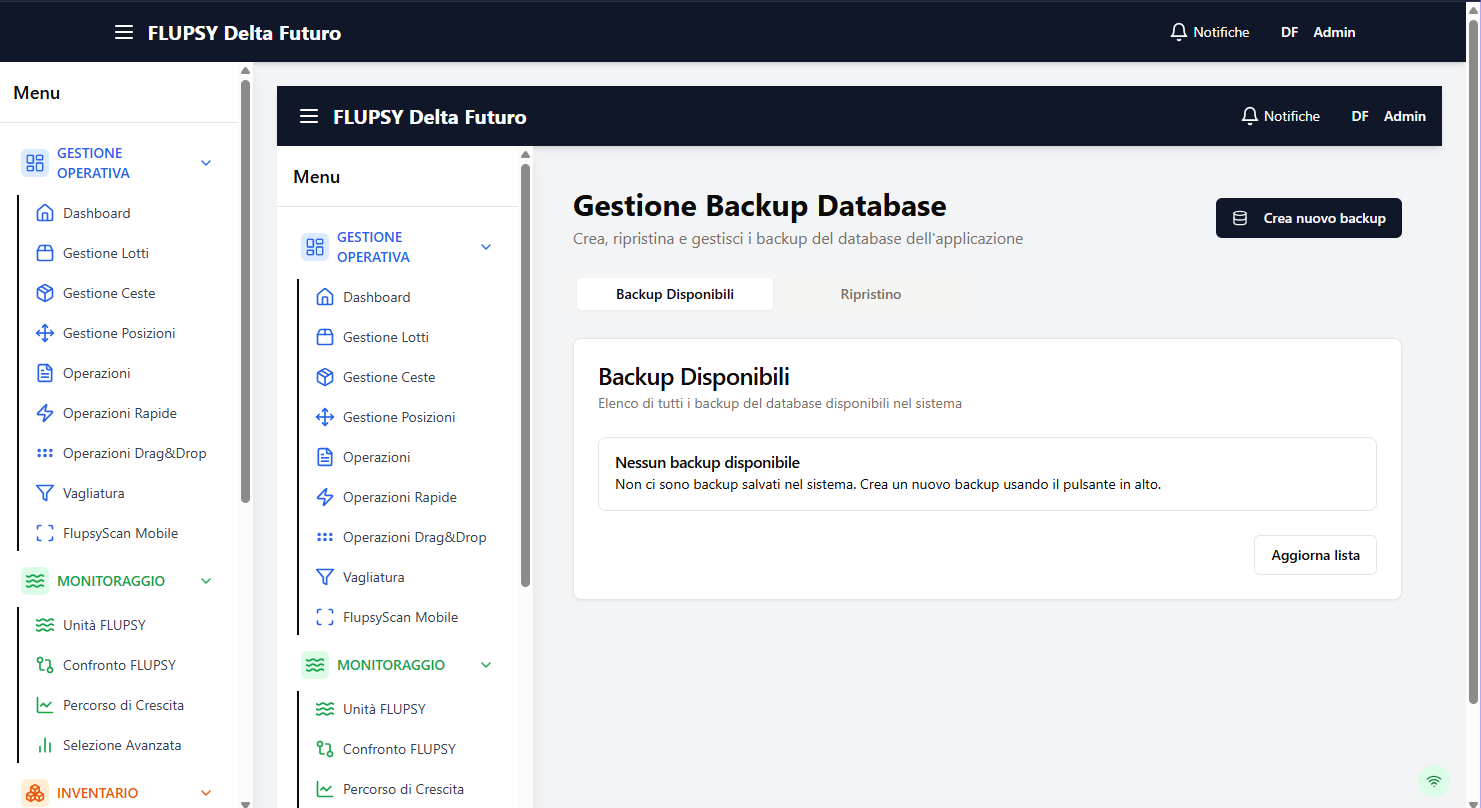 FLUPSY Delta Futuro
Notifiche
DF Admin
Menu
GESTIONE
OPERATIVA
Dashboard
Gestione Lotti
Gestione Ceste
Gestione Posizioni
Operazioni
Operazioni Rapide
Operazioni Drag&Drop
Vagliatura
FlupsyScan Mobile
MONITORAGGIO
Unità FLUPSY
Confronto FLUPSY
Percorso di Crescita
Selezione Avanzata
INVENTARIO
FLUPSY Delta Futuro
Notifiche
DF Admin
Menu
GESTIONE
OPERATIVA
Dashboard
Gestione Lotti
Gestione Ceste
Gestione Posizioni
Operazioni
Operazioni Rapide
Operazioni Drag&Drop
Vagliatura
FlupsyScan Mobile
MONITORAGGIO
Unità FLUPSY
Confronto FLUPSY
Percorso di Crescita
Gestione Backup Database
Crea, ripristina e gestisci i backup del database dell'applicazione
Crea nuovo backup
Backup Disponibili
Ripristino
Backup Disponibili
Elenco di tutti i backup del database disponibili nel sistema
Nessun backup disponibile
Non ci sono backup salvati nel sistema. Crea un nuovo backup usando il pulsante in alto.
Aggiorna lista